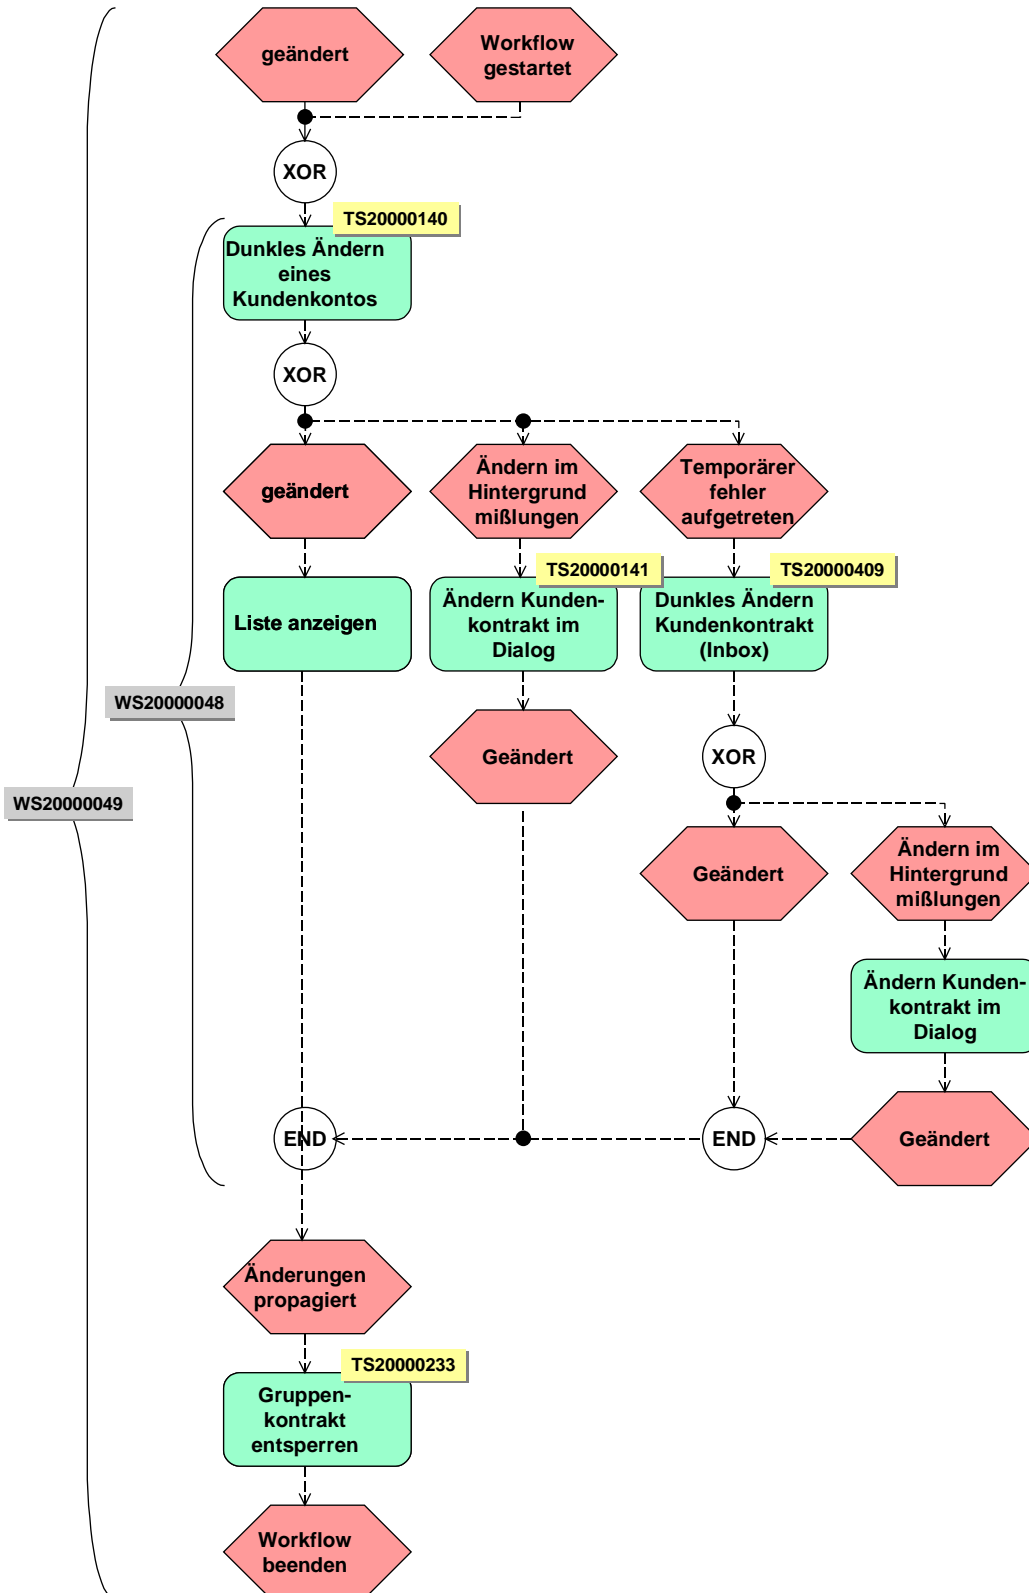 geändert
Workflow
gestartet
XOR
TS20000140
Dunkles Ändern
eines
Kundenkontos
XOR
geändert
Ändern im
Hintergrund
mißlungen
Temporärer
fehler
aufgetreten
TS20000141
TS20000409
Liste anzeigen
Ändern Kunden-
kontrakt im
Dialog
Dunkles Ändern
Kundenkontrakt
(Inbox)
WS20000048
Geändert
XOR
WS20000049
Geändert
Ändern im
Hintergrund
mißlungen
Ändern Kunden-
kontrakt im
Dialog
END
END
Geändert
Änderungen
propagiert
TS20000233
Gruppen-
kontrakt
entsperren
Workflow
beenden